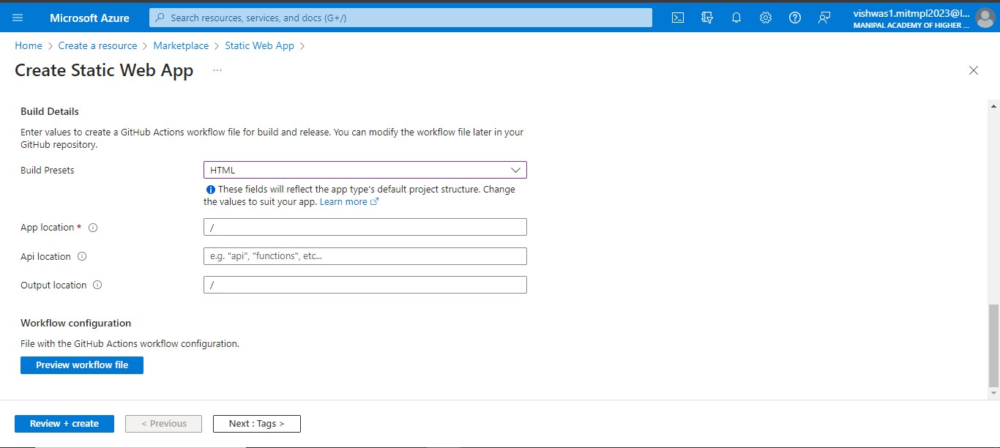 Microsoft Azure
Search resources, services, and docs (G+/)
vishwas1.mitmpl2023@l...
MANIPAL ACADEMY OF HIGHER ...
Home > Create a resource > Marketplace > Static Web App >
Create Static Web App ...
Build Details
Enter values to create a GitHub Actions workflow file for build and release. You can modify the workflow file later in your
GitHub repository.
Build Presets
HTML
These fields will reflect the app type's default project structure. Change
the values to suit your app. Learn more
App location *
/
Api location
e.g. "api", "functions", etc...
Output location
/
Workflow configuration
File with the GitHub Actions workflow configuration.
Preview workflow file
Review + create
< Previous
Next : Tags >